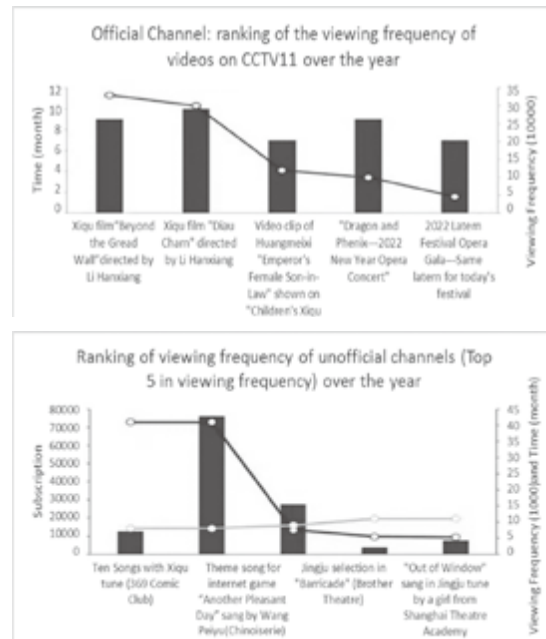 Official Channel: ranking of the viewing frequency of
videos on CCTV11 over the year
12
10
8
6
4
2
0
Time (month)
35
30
25
20
15
10
5
0
Viewing Frequency (10000)
Xiqu film"Beyond
the Gread
Wall"directed by
Li Hanxiang
Xiqu film "Diau
Cham" directed
by Li Hanxiang
Video clip of
Huangmeixi
"Emperor's
Female Son-in-
Law" shown on
"Children's Xiqu
"Dragon and
Phenix---2022
New Year Opera
Concert"
2022 Latern
Festival Opera
Gala---Same
latern for today's
festival
Ranking of viewing frequency of unofficial channels (Top
5 in viewing frequency) over the year
80000
70000
60000
50000
40000
30000
20000
10000
0
Subscription
45
40
35
30
25
20
15
10
5
0
Viewing Frequency (1000)and Time (month)
Ten Songs with Xiqu
tune (369 Comic
Club)
Theme song for
internet game
"Another Pleasant
Day" sang by Wang
Peiyu(Chinoiserie)
Jingju selection in
"Barricade" (Brother
Theatre)
"Out of Window"
sang in Jingju tune
by a girl from
Shanghai Theatre
Academy